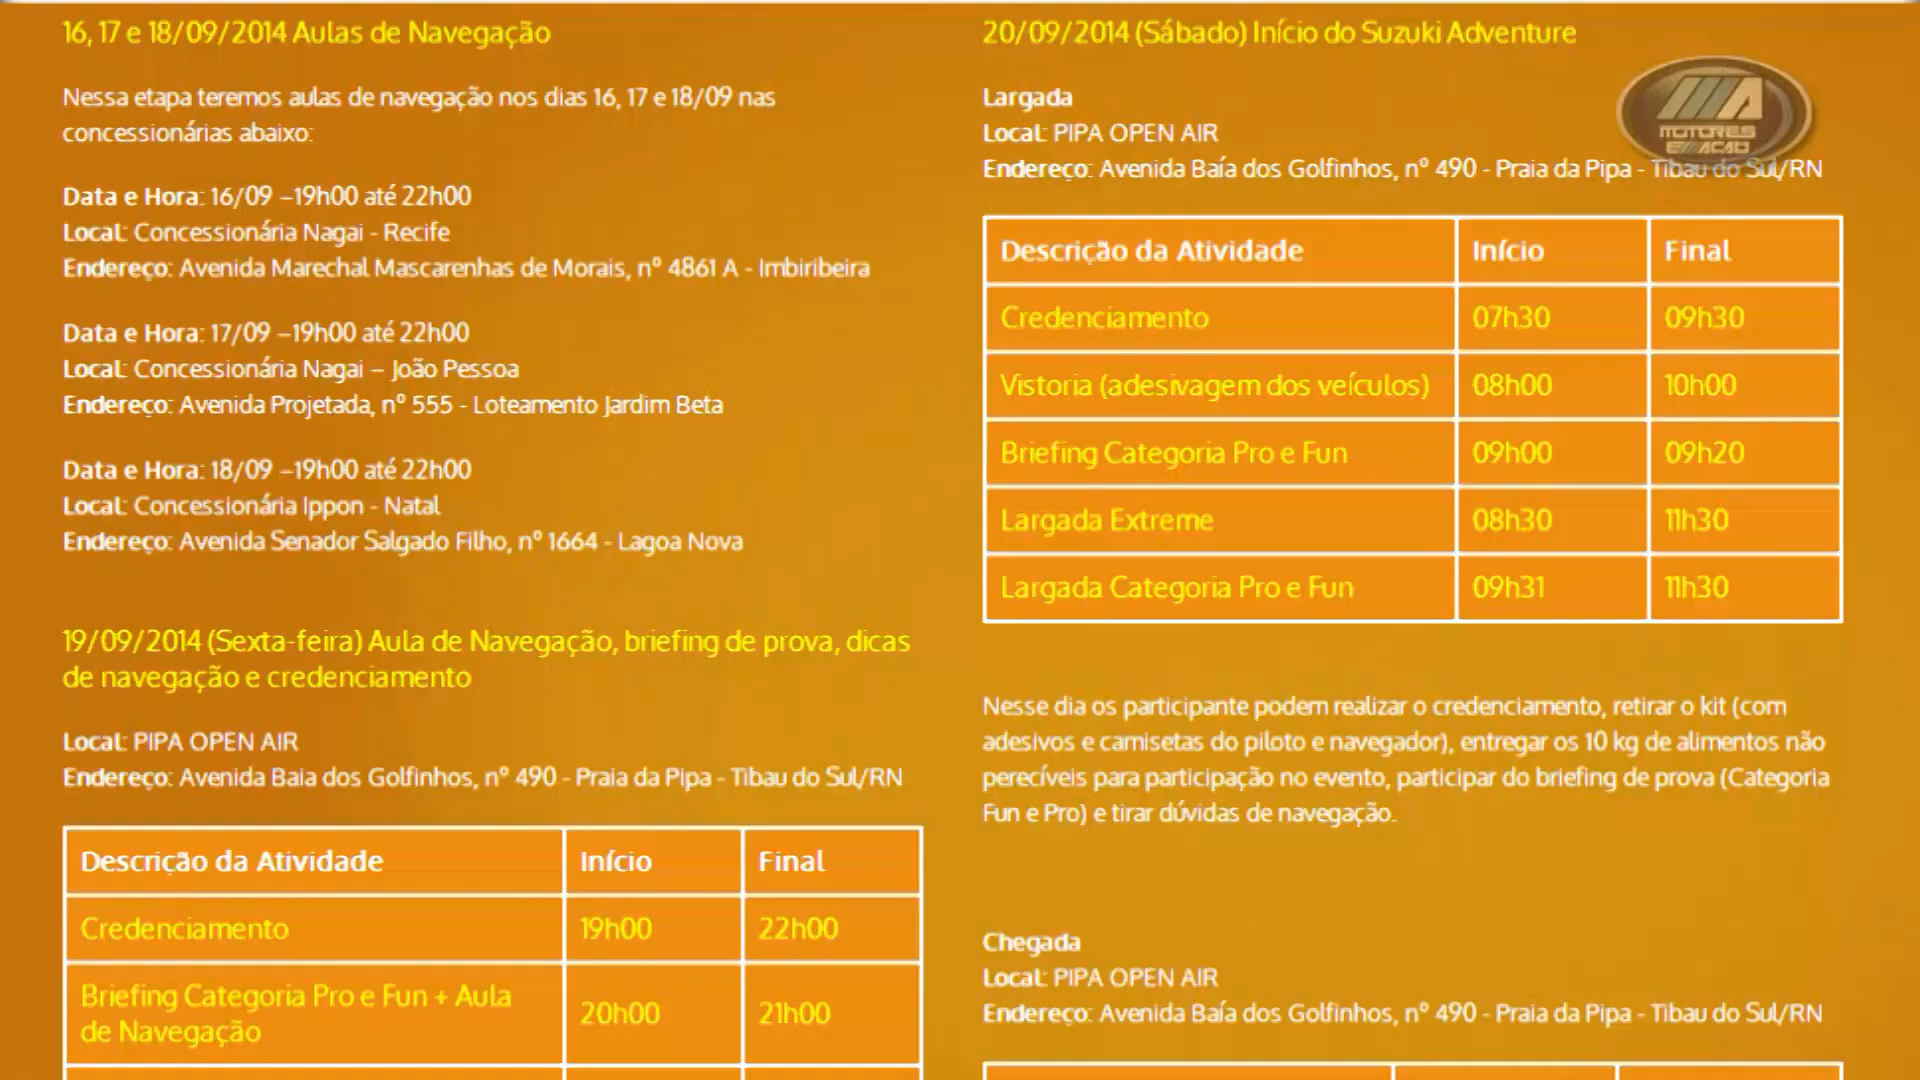 16, 17 e 18/09/2014 Aulas de Navegação
Nessa etapa teremos aulas de navegação nos dias 16, 17 e 18/09 nas
concessionárias abaixo:
Data e Hora: 16/09 –19h00 até 22h00
Local: Concessionária Nagai - Recife
Endereço: Avenida Marechal Mascarenhas de Morais, nº 4861 A - Imbiribeira
Data e Hora: 17/09 –19h00 até 22h00
Local: Concessionária Nagai – João Pessoa
Endereço: Avenida Projetada, nº 555 - Loteamento Jardim Beta
Data e Hora: 18/09 –19h00 até 22h00
Local: Concessionária Ippon - Natal
Endereço: Avenida Senador Salgado Filho, nº 1664 - Lagoa Nova
19/09/2014 (Sexta-feira) Aula de Navegação, briefing de prova, dicas
de navegação e credenciamento
Local: PIPA OPEN AIR
Endereço: Avenida Baia dos Golfinhos, nº 490 - Praia da Pipa - Tibau do Sul/RN
Descrição da Atividade Início Final
Credenciamento 19h00 22h00
Briefing Categoria Pro e Fun + Aula
de Navegação 20h00 21h00
20/09/2014 (Sábado) Início do Suzuki Adventure
Largada
Local: PIPA OPEN AIR
Endereço: Avenida Baía dos Golfinhos, nº 490 - Praia da Pipa - Tibau do Sul/RN
MOTORES
EM AÇÃO
Descrição da Atividade Início Final
Credenciamento 07h30 09h30
Vistoria (adesivagem dos veículos) 08h00 10h00
Briefing Categoria Pro e Fun 09h00 09h20
Largada Extreme 08h30 11h30
Largada Categoria Pro e Fun 09h31 11h30
Nesse dia os participante podem realizar o credenciamento, retirar o kit (com
adesivos e camisetas do piloto e navegador), entregar os 10 kg de alimentos não
perecíveis para participação no evento, participar do briefing de prova (Categoria
Fun e Pro) e tirar dúvidas de navegação.
Chegada
Local: PIPA OPEN AIR
Endereço: Avenida Baía dos Golfinhos, nº 490 - Praia da Pipa - Tibau do Sul/RN